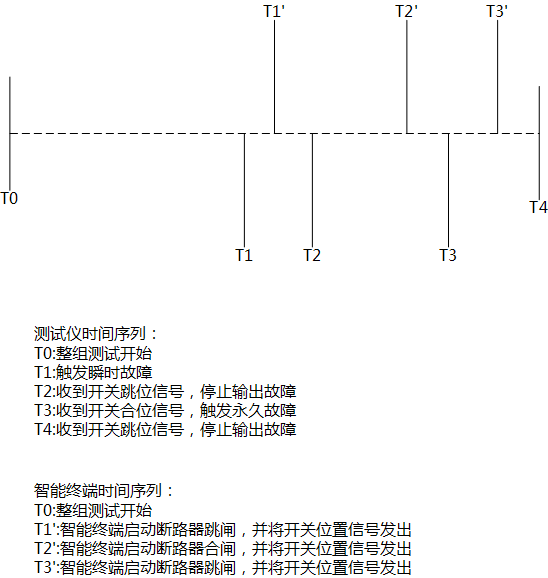 T1' T2' T3'
T0 T4
T1 T2 T3
测试仪时间序列：
T0:整组测试开始
T1:触发瞬时故障
T2:收到开关跳位信号，停止输出故障
T3:收到开关合位信号，触发永久故障
T4:收到开关跳位信号，停止输出故障
智能终端时间序列：
T0:整组测试开始
T1':智能终端启动断路器跳闸，并将开关位置信号发出
T2':智能终端启动断路器合闸，并将开关位置信号发出
T3':智能终端启动断路器跳闸，并将开关位置信号发出